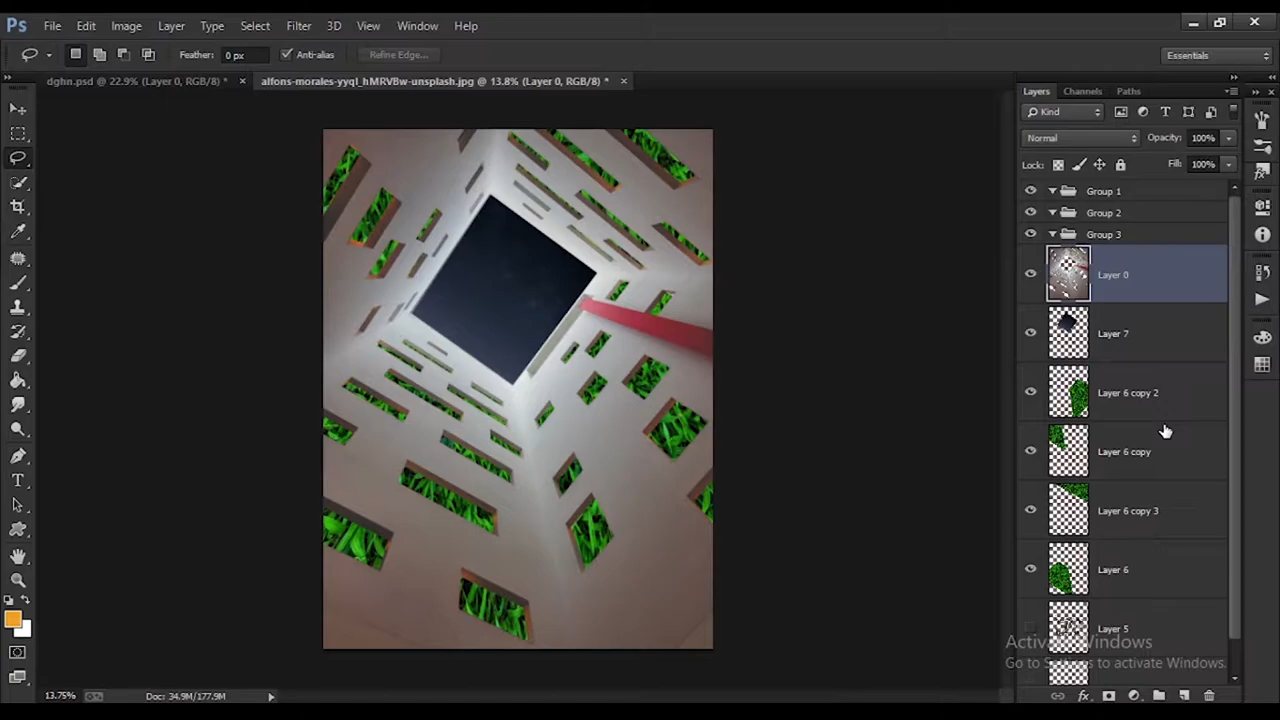 Ps File Edit Image Layer Type Select Filter 3D View Window Help
Feather: 0 px Anti-alias Refine Edge... Essentials
dghn.psd @ 22.9% (Layer 0, RGB/8) * × alfons-morales-yyql_hMRVBw-unsplash.jpg @ 13.8% (Layer 0, RGB/8) * ×
Layers Channels Paths
Kind
Normal Opacity: 100%
Lock: Fill: 100%
Group 1
Group 2
Group 3
Layer 0
Layer 7
Layer 6 copy 2
Layer 6 copy
Layer 6 copy 3
Layer 6
Layer 5
Activate Windows
Go to Settings to activate Windows.
13.75% Doc: 34.9M/177.9M
fx